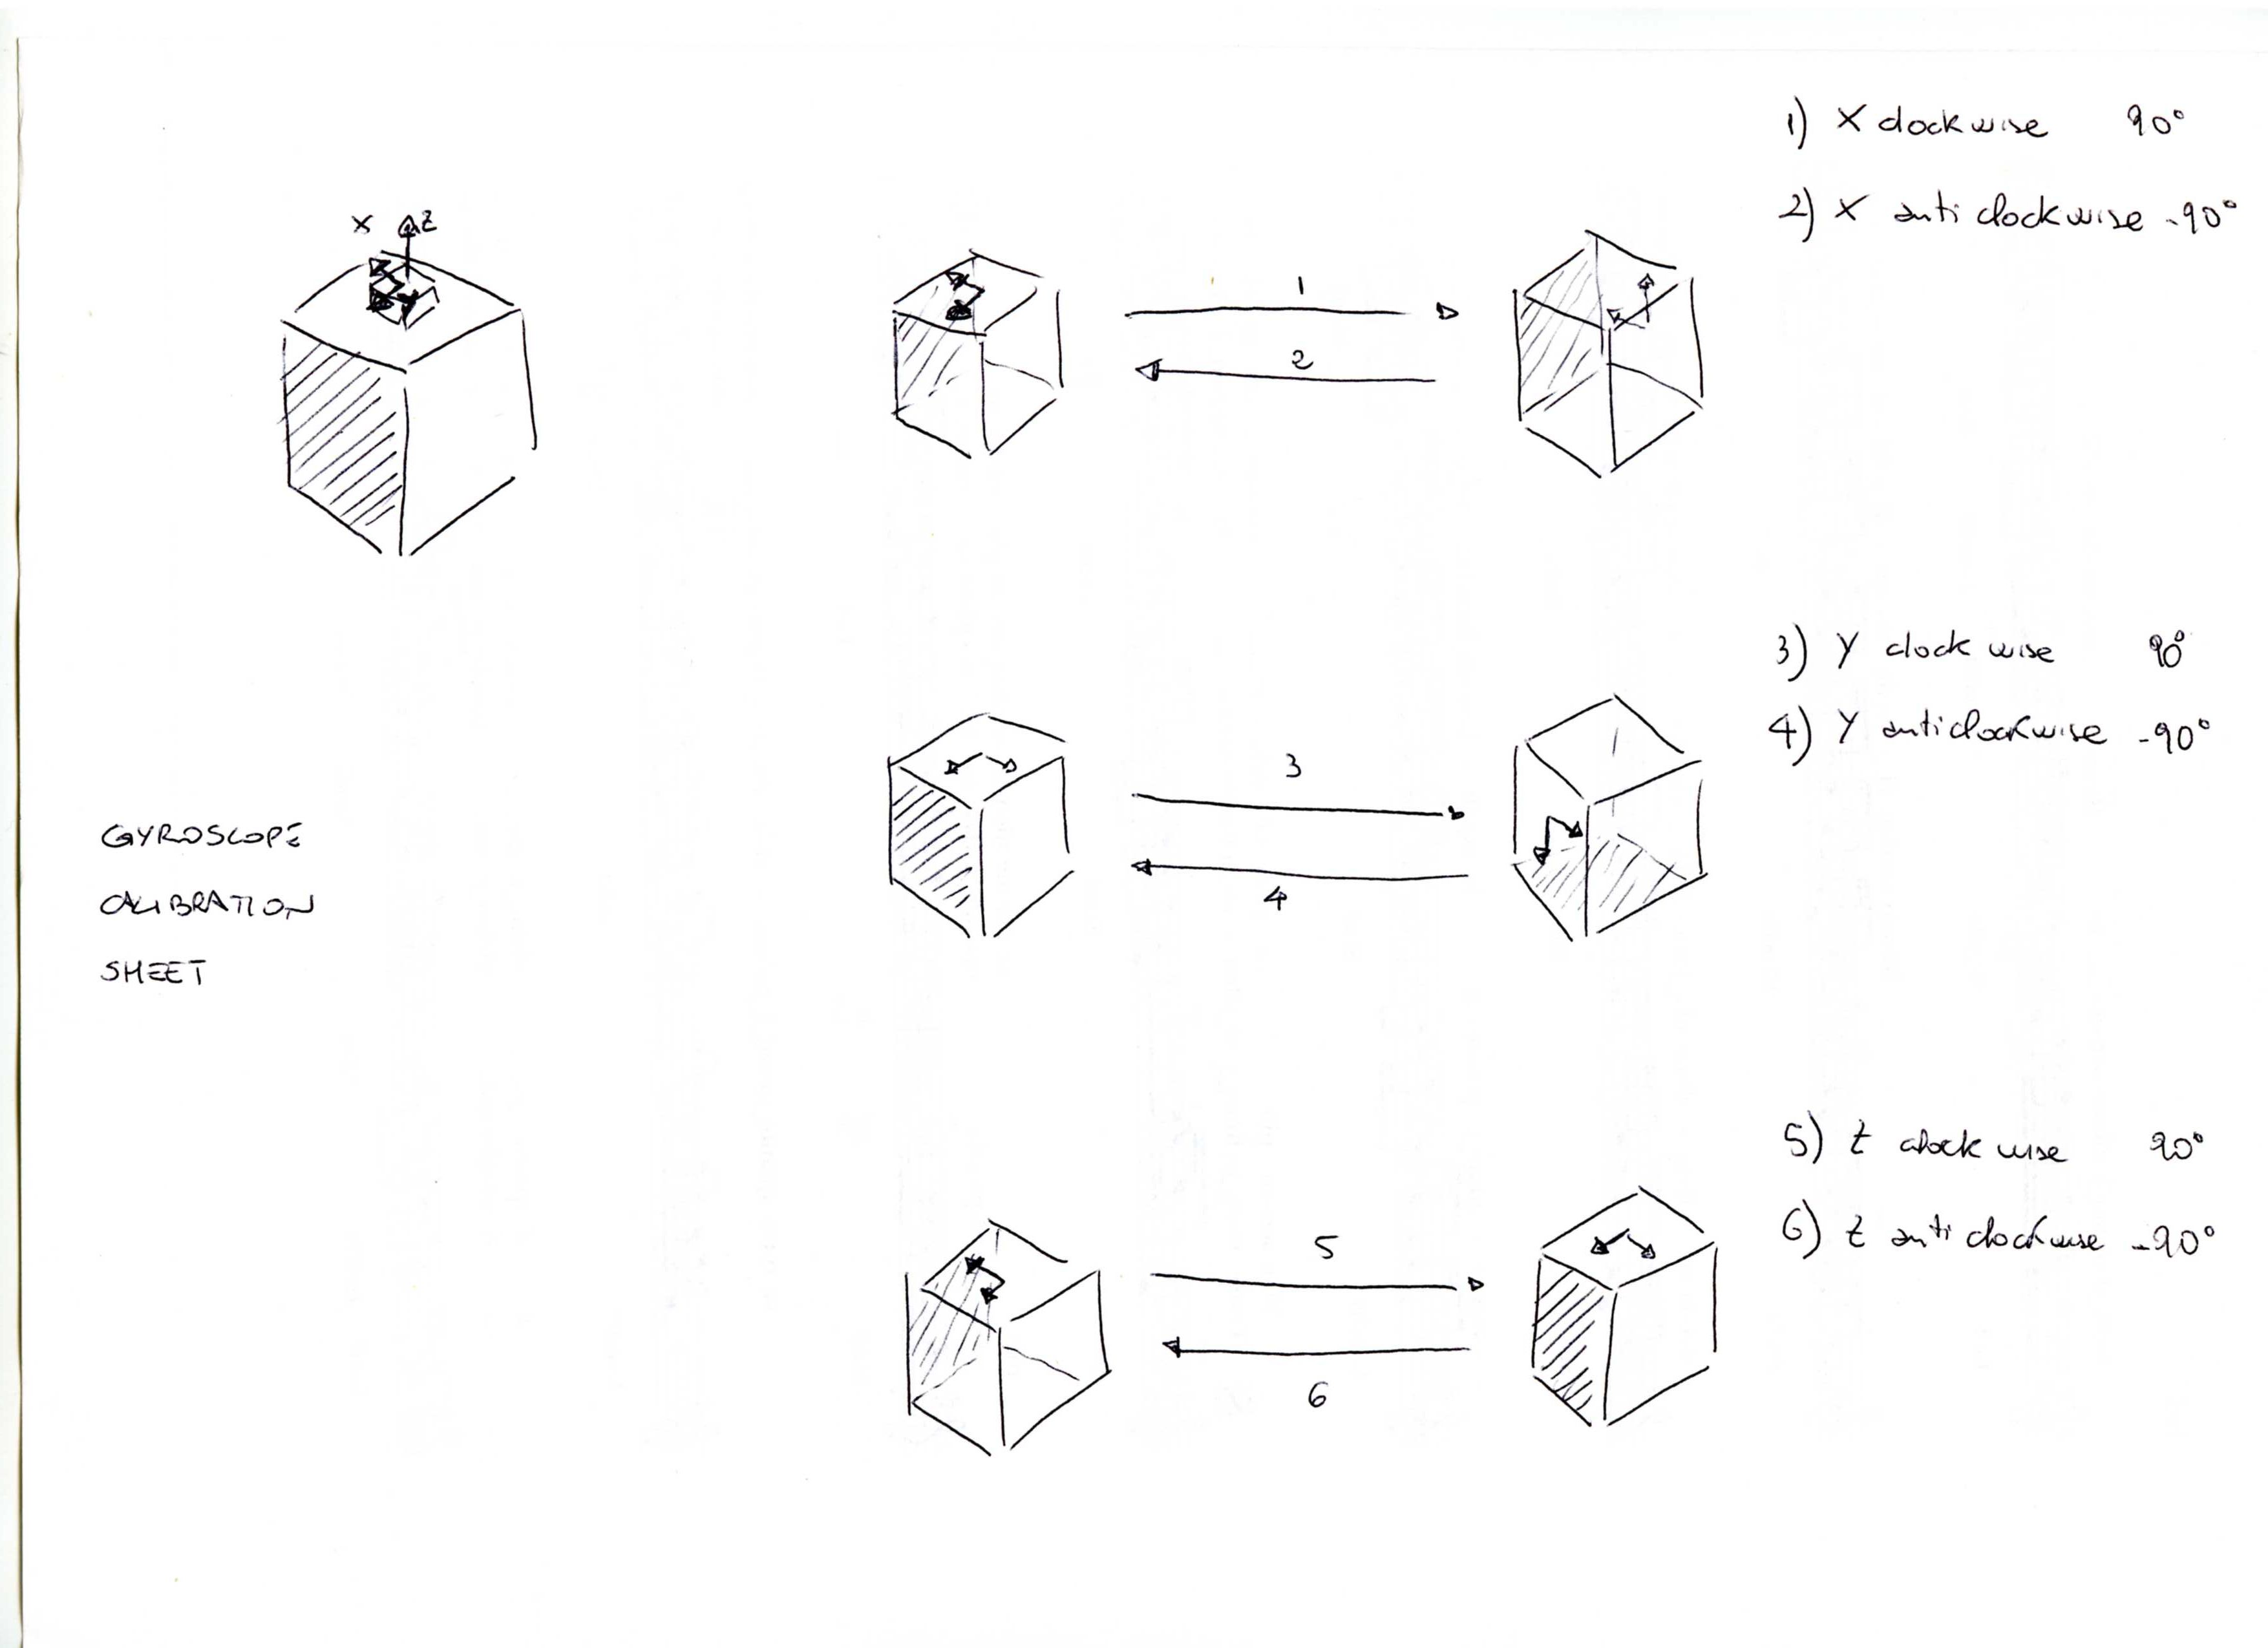 1) X clockwise 90°
2) X anti clockwise -90°
X Z
Y
1
2
3) Y clock wise 90°
4) Y anticlockwise -90°
3
4
GYROSCOPE
CALIBRATION
SHEET
5) Z clock wise 90°
6) Z anti clockwise -90°
5
6